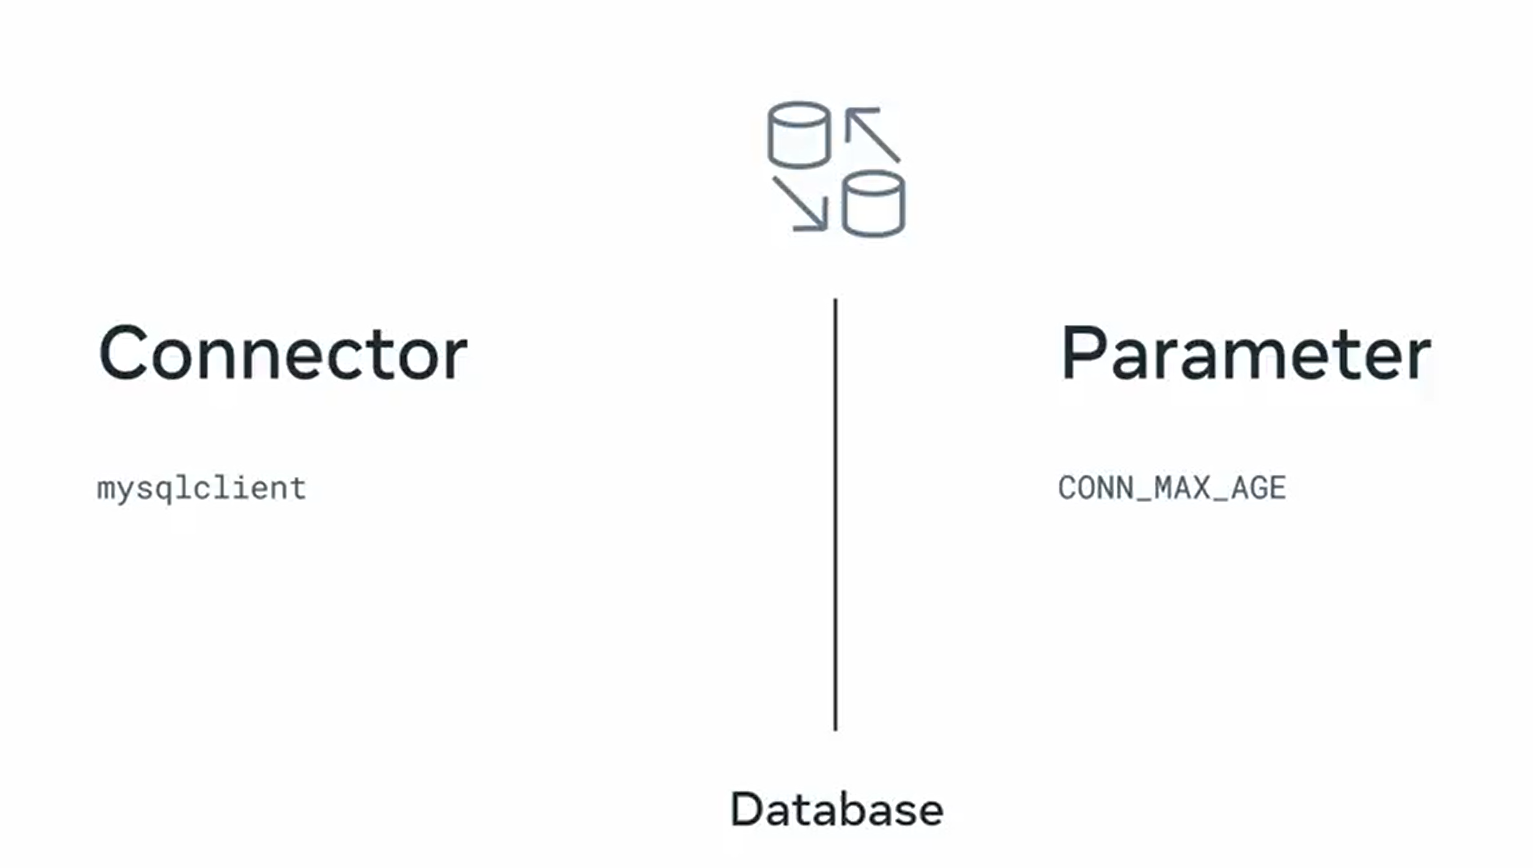 Connector
mysqlclient
Parameter
CONN_MAX_AGE
Database